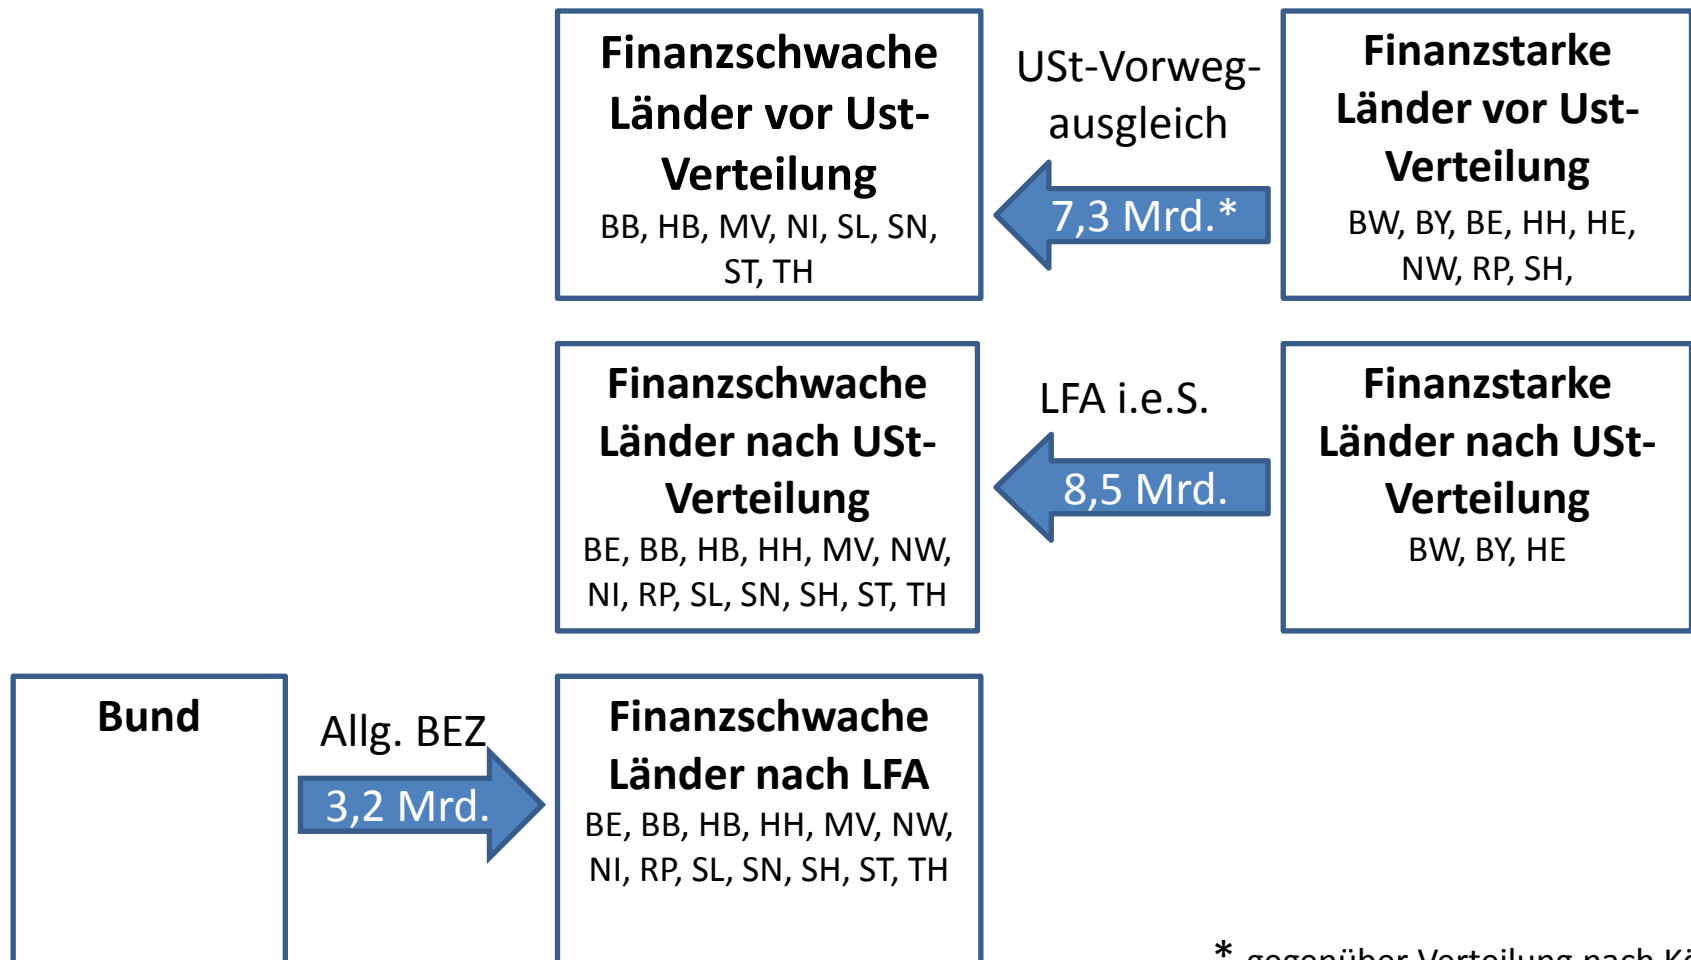 Finanzschwache
Länder vor Ust-
Verteilung
BB, HB, MV, NI, SL, SN,
ST, TH
USt-Vorweg-
ausgleich
7,3 Mrd.*
Finanzstarke
Länder vor Ust-
Verteilung
BW, BY, BE, HH, HE,
NW, RP, SH,
Finanzschwache
Länder nach USt-
Verteilung
BE, BB, HB, HH, MV, NW,
NI, RP, SL, SN, SH, ST, TH
LFA i.e.S.
8,5 Mrd.
Finanzstarke
Länder nach USt-
Verteilung
BW, BY, HE
Bund
Allg. BEZ
3,2 Mrd.
Finanzschwache
Länder nach LFA
BE, BB, HB, HH, MV, NW,
NI, RP, SL, SN, SH, ST, TH
* gegenüber Verteilung nach